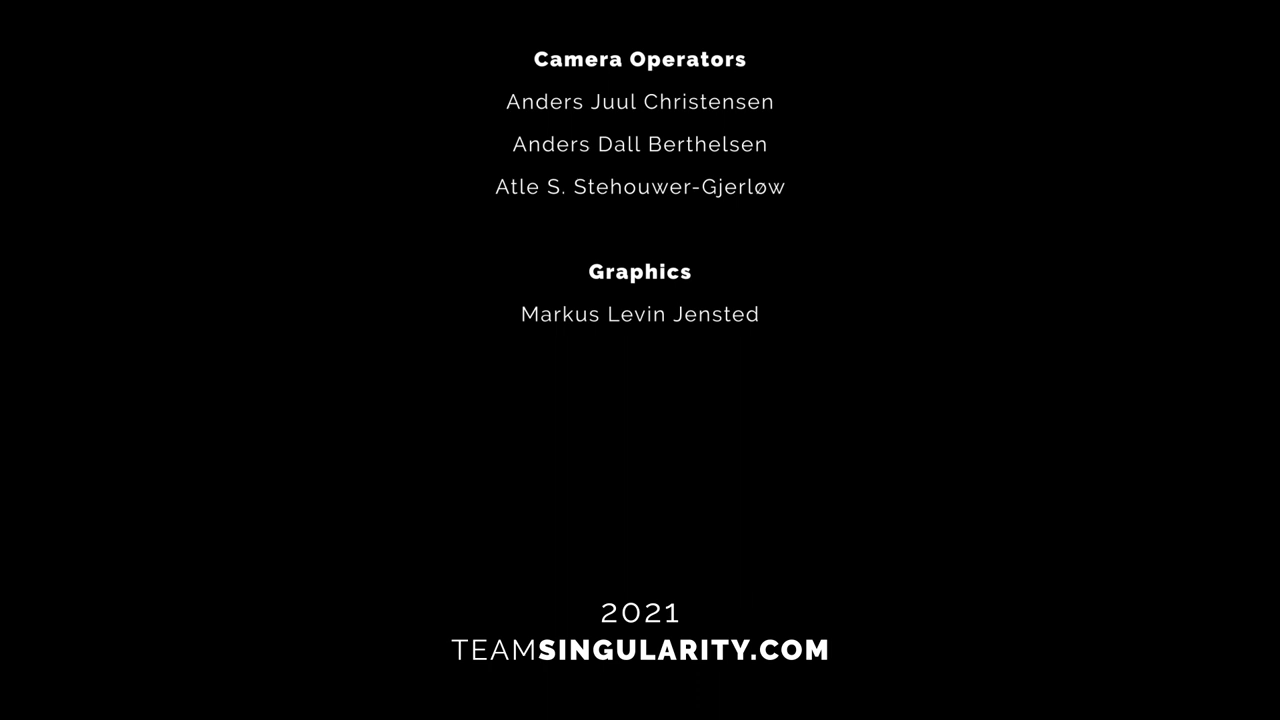 Camera Operators
Anders Juul Christensen
Anders Dall Berthelsen
Atle S. Stehouwer-Gjerløw
Graphics
Markus Levin Jensted
2021
TEAMSINGULARITY.COM